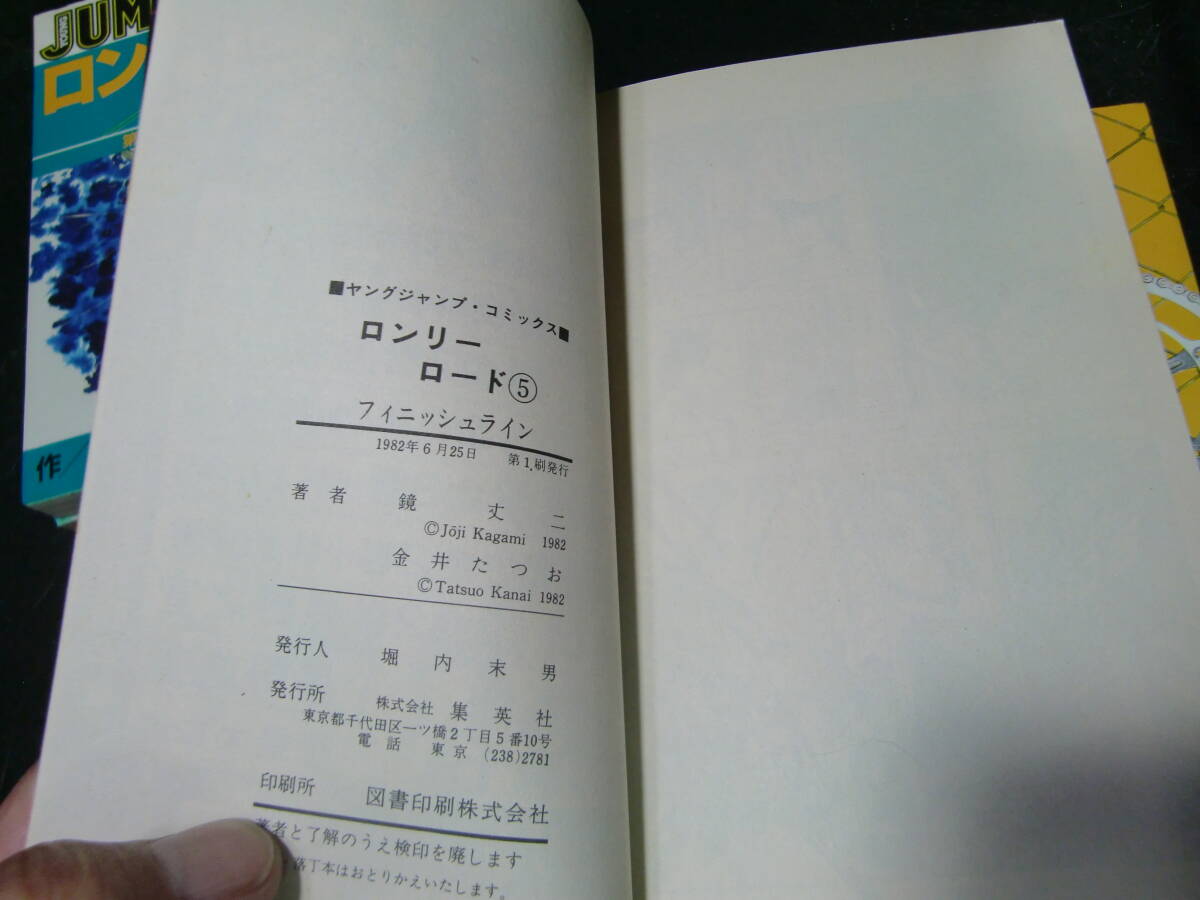 JUM
ロン
作
■ヤングジャンプ・コミックス■
ロンリー
ロード⑤
フィニッシュライン
1982年6月25日 第1刷発行
著者 鏡丈二
©Jōji Kagami 1982
金井たつお
©Tatsuo Kanai 1982
発行人 堀内末男
発行所 株式会社 集英社
東京都千代田区一ツ橋2丁目5番10号
電話 東京 (238)2781
印刷所 図書印刷株式会社
著者と了解のうえ検印を廃します
落丁本はおとりかえいたします。